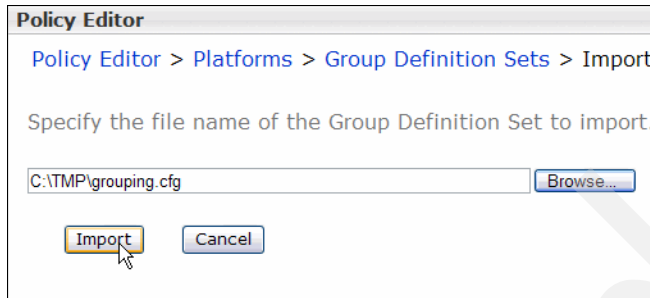 Policy Editor
Policy Editor > Platforms > Group Definition Sets > Import
Specify the file name of the Group Definition Set to import
C:\TMP\grouping.cfg Browse...
Import Cancel